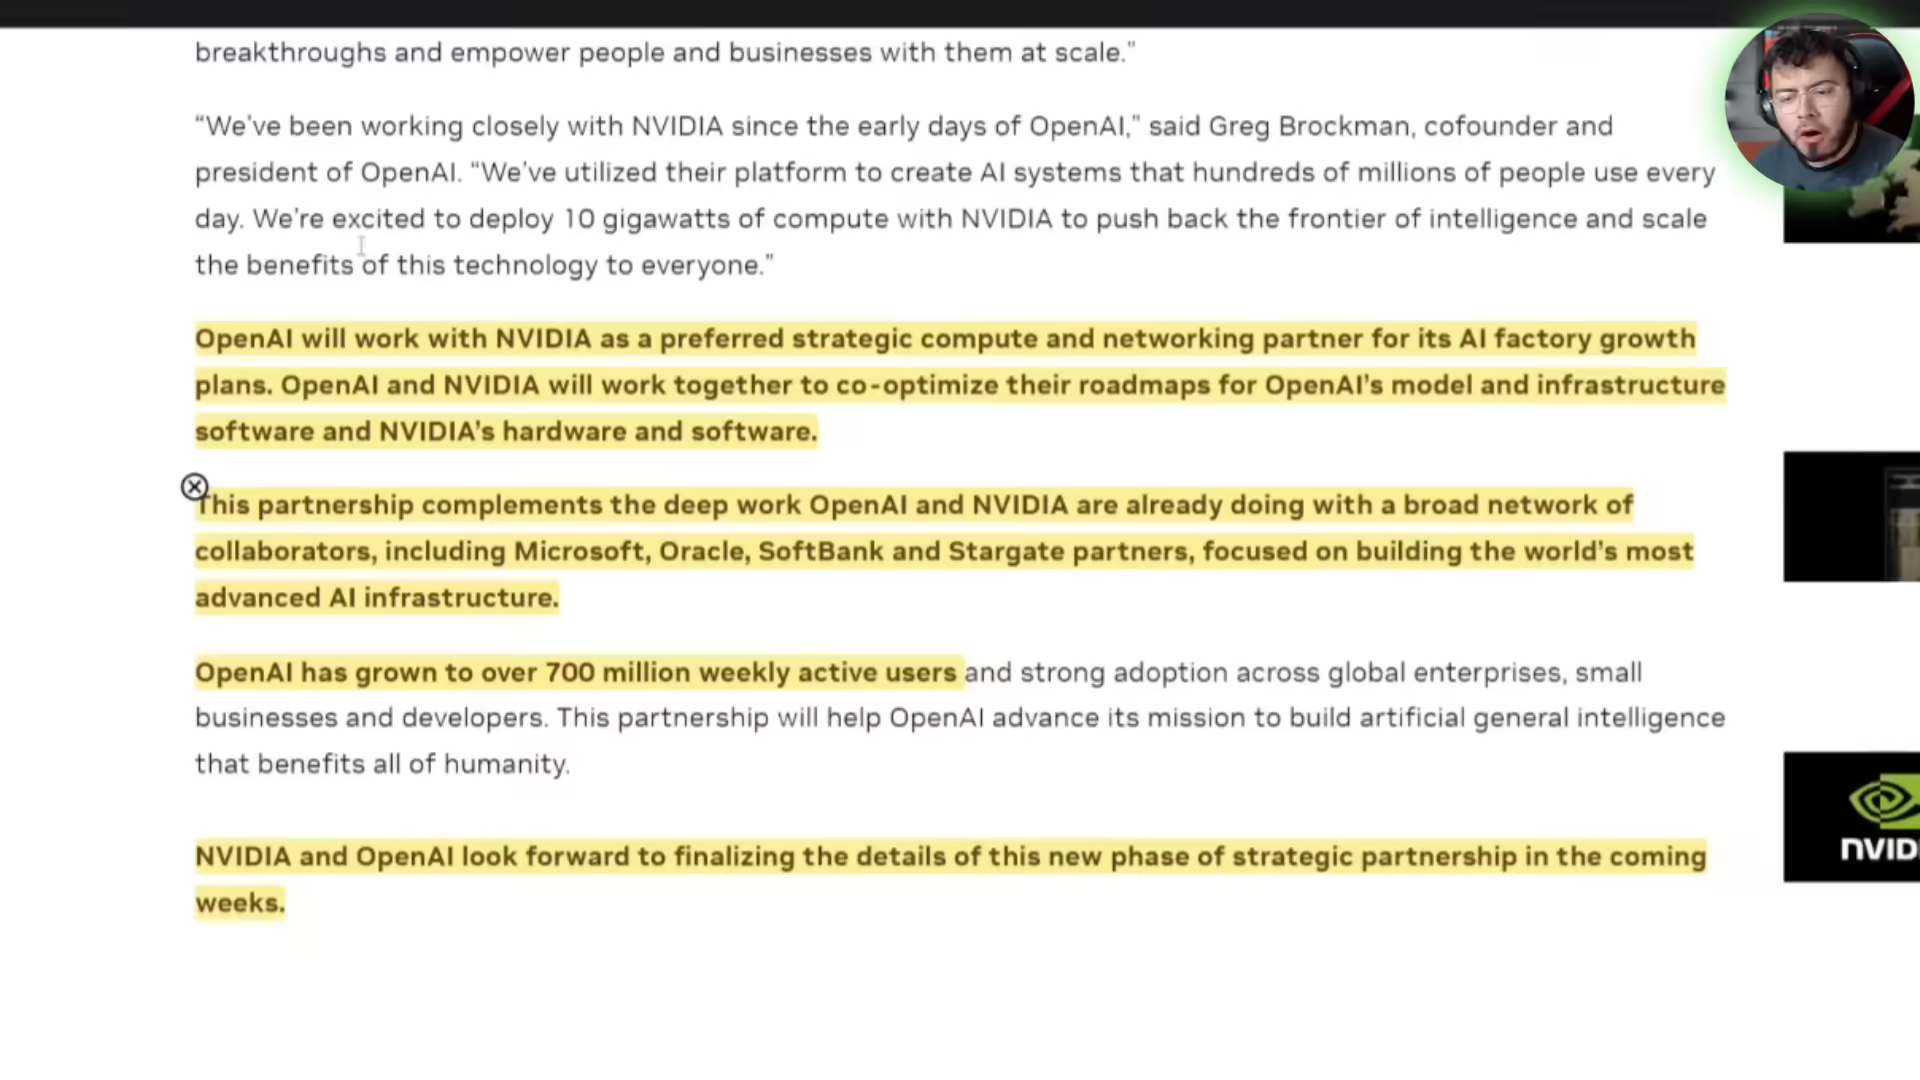 breakthroughs and empower people and businesses with them at scale.”
“We’ve been working closely with NVIDIA since the early days of OpenAI,” said Greg Brockman, cofounder and
president of OpenAI. “We’ve utilized their platform to create AI systems that hundreds of millions of people use every
day. We’re excited to deploy 10 gigawatts of compute with NVIDIA to push back the frontier of intelligence and scale
the benefits of this technology to everyone.”
OpenAI will work with NVIDIA as a preferred strategic compute and networking partner for its AI factory growth
plans. OpenAI and NVIDIA will work together to co-optimize their roadmaps for OpenAI’s model and infrastructure
software and NVIDIA’s hardware and software.
This partnership complements the deep work OpenAI and NVIDIA are already doing with a broad network of
collaborators, including Microsoft, Oracle, SoftBank and Stargate partners, focused on building the world’s most
advanced AI infrastructure.
OpenAI has grown to over 700 million weekly active users and strong adoption across global enterprises, small
businesses and developers. This partnership will help OpenAI advance its mission to build artificial general intelligence
that benefits all of humanity.
NVIDIA and OpenAI look forward to finalizing the details of this new phase of strategic partnership in the coming
weeks.
NVID